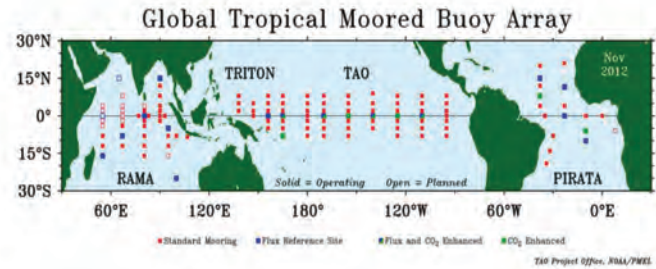 Global Tropical Moored Buoy Array
30°N
15°N
0°
15°S
30°S
TRITON
TAO
Nov
2012
RAMA
Solid = Operating Open = Planned
PIRATA
60°E 120°E 180° 120°W 60°W 0°E
Standard Mooring Flux Reference Site Flux and CO2 Enhanced CO2 Enhanced
TAO Project Office, NOAA/PMEL